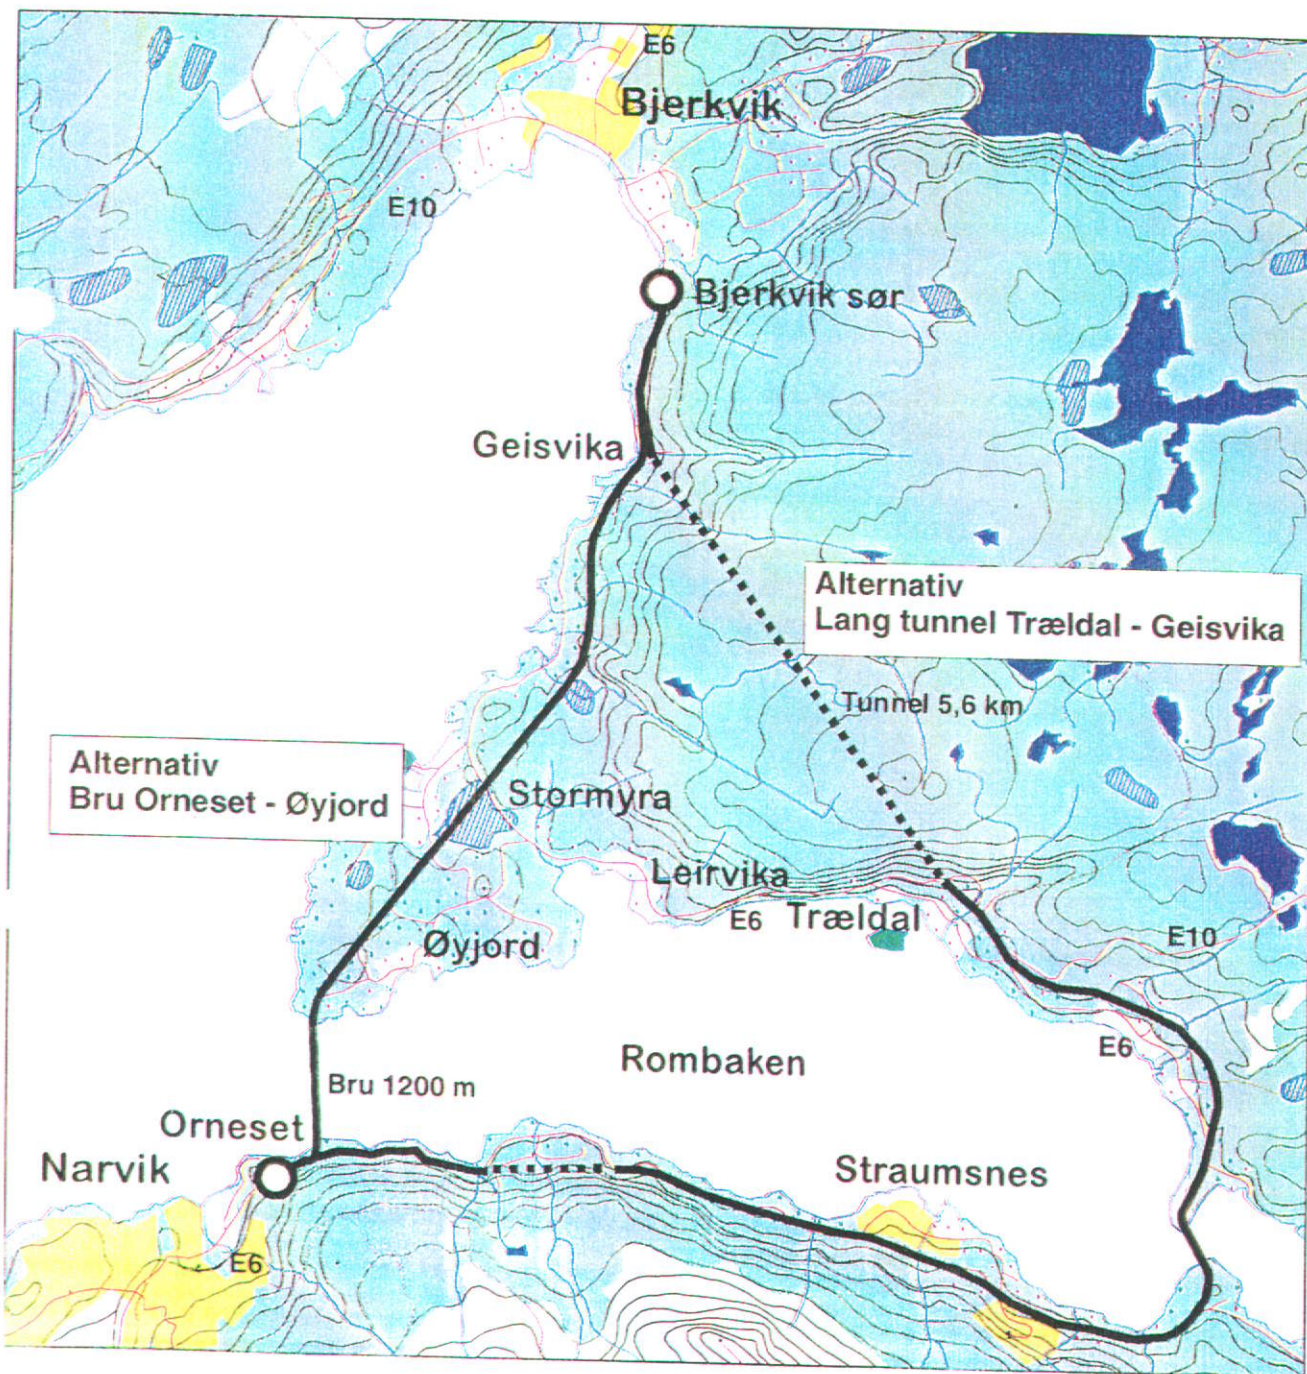 E6
Bjerkvik
E10
Bjerkvik sør
Geisvika
Alternativ
Lang tunnel Trældal - Geisvika
Tunnel 5,6 km
Alternativ
Bru Orneset - Øyjord
Stormyra
Leirvika
E6
Trældal
Øyjord
E10
E6
Rombaken
Bru 1200 m
Orneset
Narvik
Straumsnes
E6